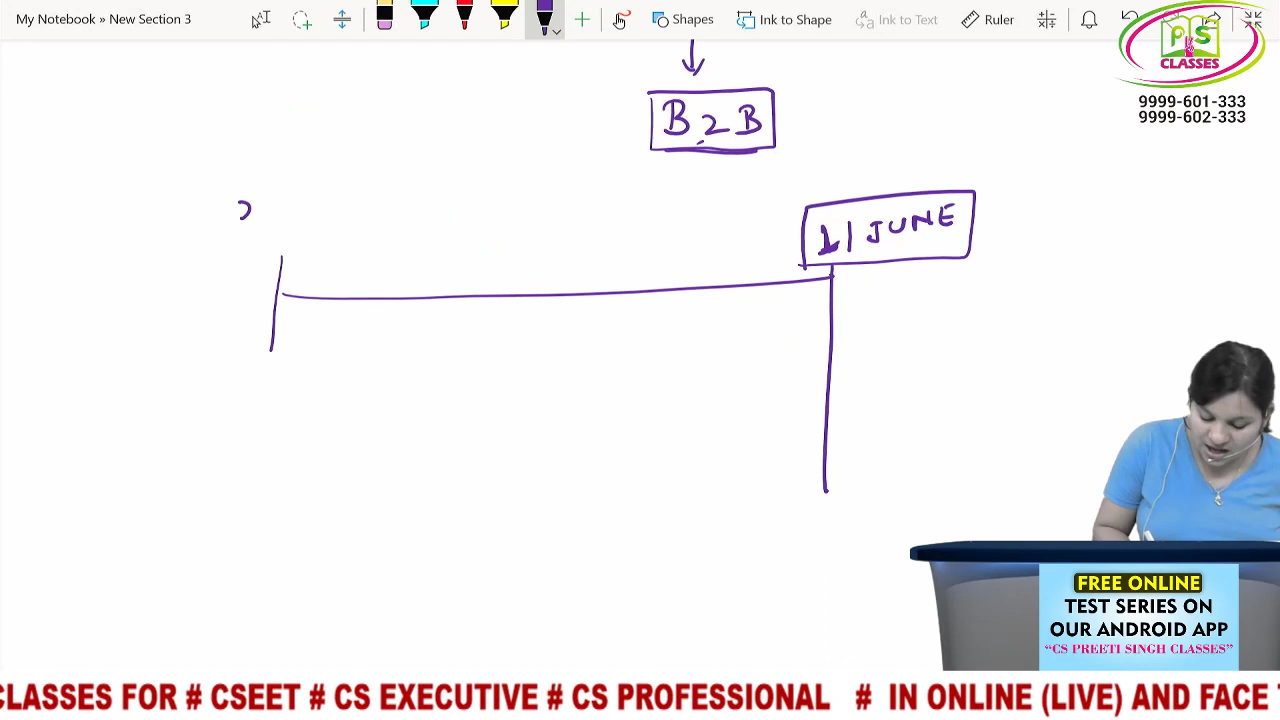 My Notebook » New Section 3
Shapes
Ink to Shape
Ink to Text
Ruler
PS
CLASSES
9999-601-333
9999-602-333
B2B
11 JUNE
FREE ONLINE
TEST SERIES ON
OUR ANDROID APP
"CS PREETI SINGH CLASSES"
CLASSES FOR # CSEET # CS EXECUTIVE # CS PROFESSIONAL # IN ONLINE (LIVE) AND FACE